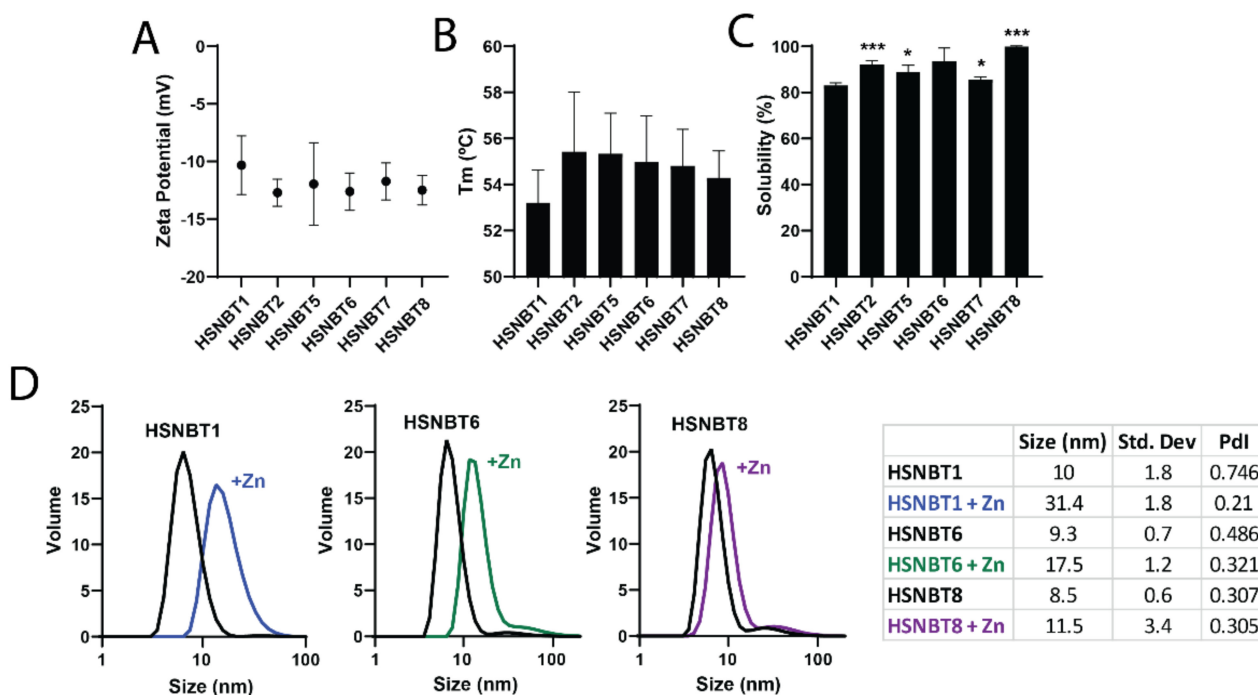 A
Zeta Potential (mV)
0
-5
-10
-15
-20
HSNBT1
HSNBT2
HSNBT5
HSNBT6
HSNBT7
HSNBT8
B
Tm (ºC)
60
58
56
54
52
50
HSNBT1
HSNBT2
HSNBT5
HSNBT6
HSNBT7
HSNBT8
C
Solubility (%)
100
80
60
40
20
0
***
*
*
***
HSNBT1
HSNBT2
HSNBT5
HSNBT6
HSNBT7
HSNBT8
D
Volume
25
20
15
10
5
0
HSNBT1
+Zn
1 10 100
Size (nm)
Volume
25
20
15
10
5
0
HSNBT6
+Zn
1 10 100
Size (nm)
Volume
25
20
15
10
5
0
HSNBT8
+Zn
1 10 100
Size (nm)
Size (nm) Std. Dev PdI
HSNBT1 10 1.8 0.746
HSNBT1 + Zn 31.4 1.8 0.21
HSNBT6 9.3 0.7 0.486
HSNBT6 + Zn 17.5 1.2 0.321
HSNBT8 8.5 0.6 0.307
HSNBT8 + Zn 11.5 3.4 0.305